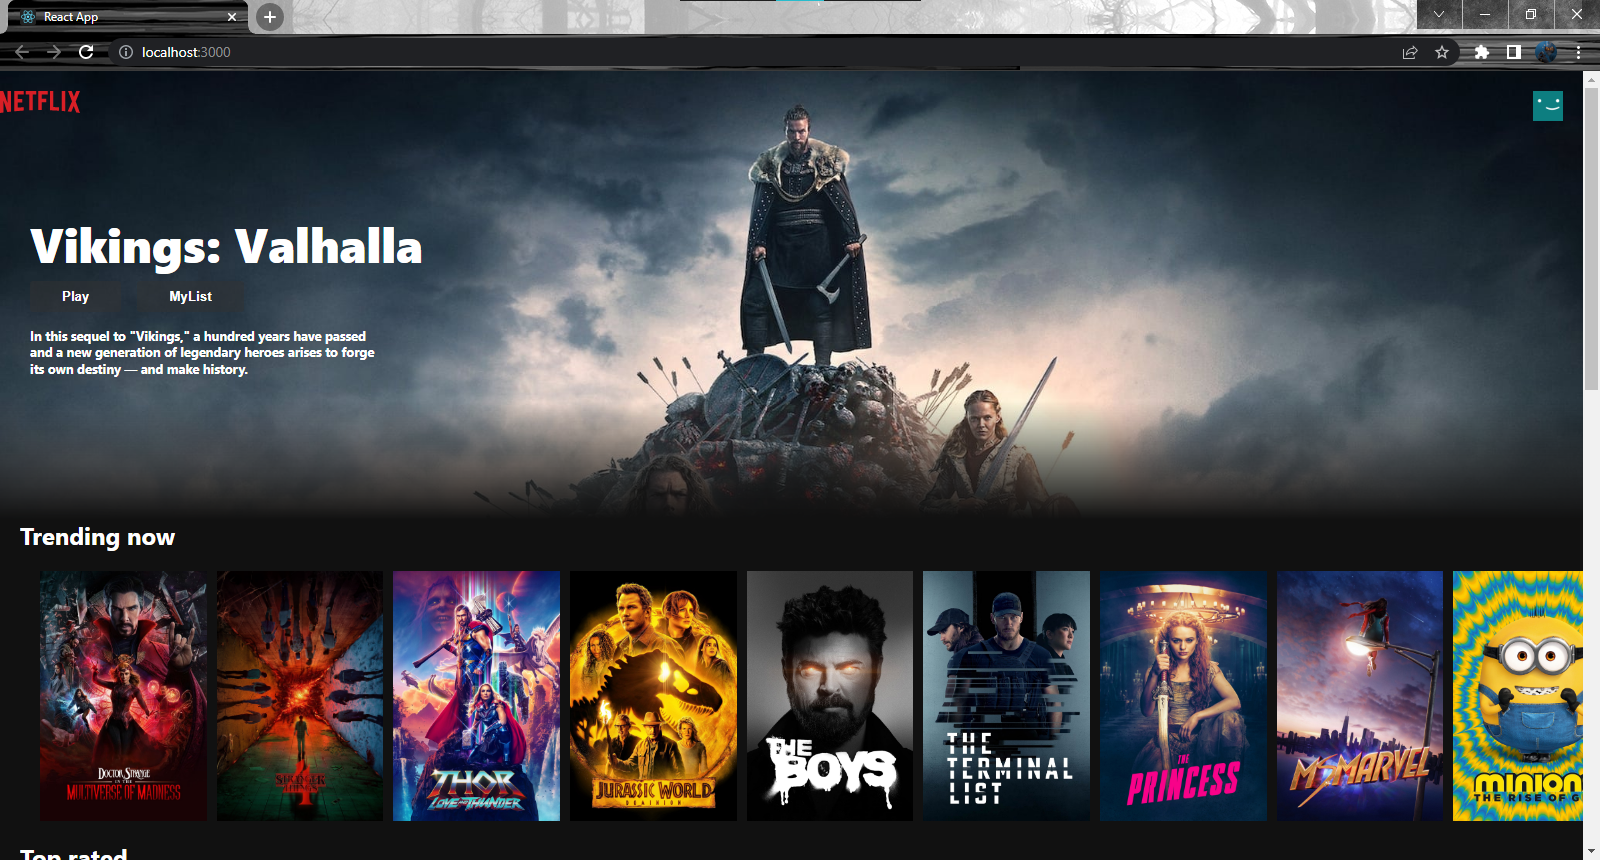 React App
localhost:3000
NETFLIX
Vikings: Valhalla
Play MyList
In this sequel to "Vikings," a hundred years have passed
and a new generation of legendary heroes arises to forge
its own destiny — and make history.
Trending now
DOCTOR STRANGE
IN THE
MULTIVERSE OF MADNESS
STRANGER
THINGS
4
THOR
LOVE AND THUNDER
JURASSIC WORLD
DOMINION
THE
BOYS
THE
TERMINAL
LIST
THE
PRINCESS
MS MARVEL
MINION
THE RISE OF G
Top rated